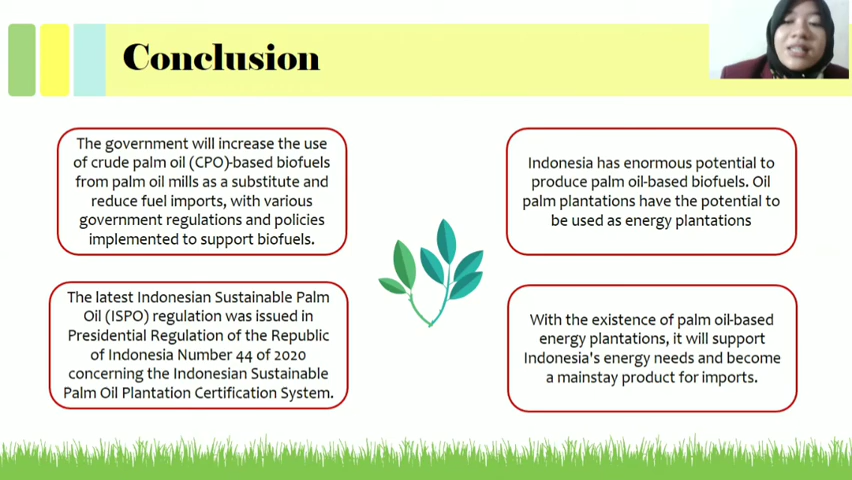 Conclusion
The government will increase the use
of crude palm oil (CPO)-based biofuels
from palm oil mills as a substitute and
reduce fuel imports, with various
government regulations and policies
implemented to support biofuels.
Indonesia has enormous potential to
produce palm oil-based biofuels. Oil
palm plantations have the potential to
be used as energy plantations
The latest Indonesian Sustainable Palm
Oil (ISPO) regulation was issued in
Presidential Regulation of the Republic
of Indonesia Number 44 of 2020
concerning the Indonesian Sustainable
Palm Oil Plantation Certification System.
With the existence of palm oil-based
energy plantations, it will support
Indonesia's energy needs and become
a mainstay product for imports.